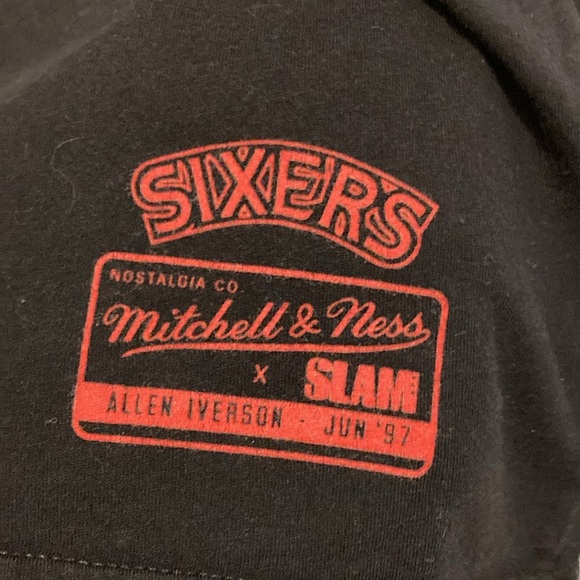 SIXERS
NOSTALGIA CO.
Mitchell & Ness
X SLAM
ALLEN IVERSON - JUN '97